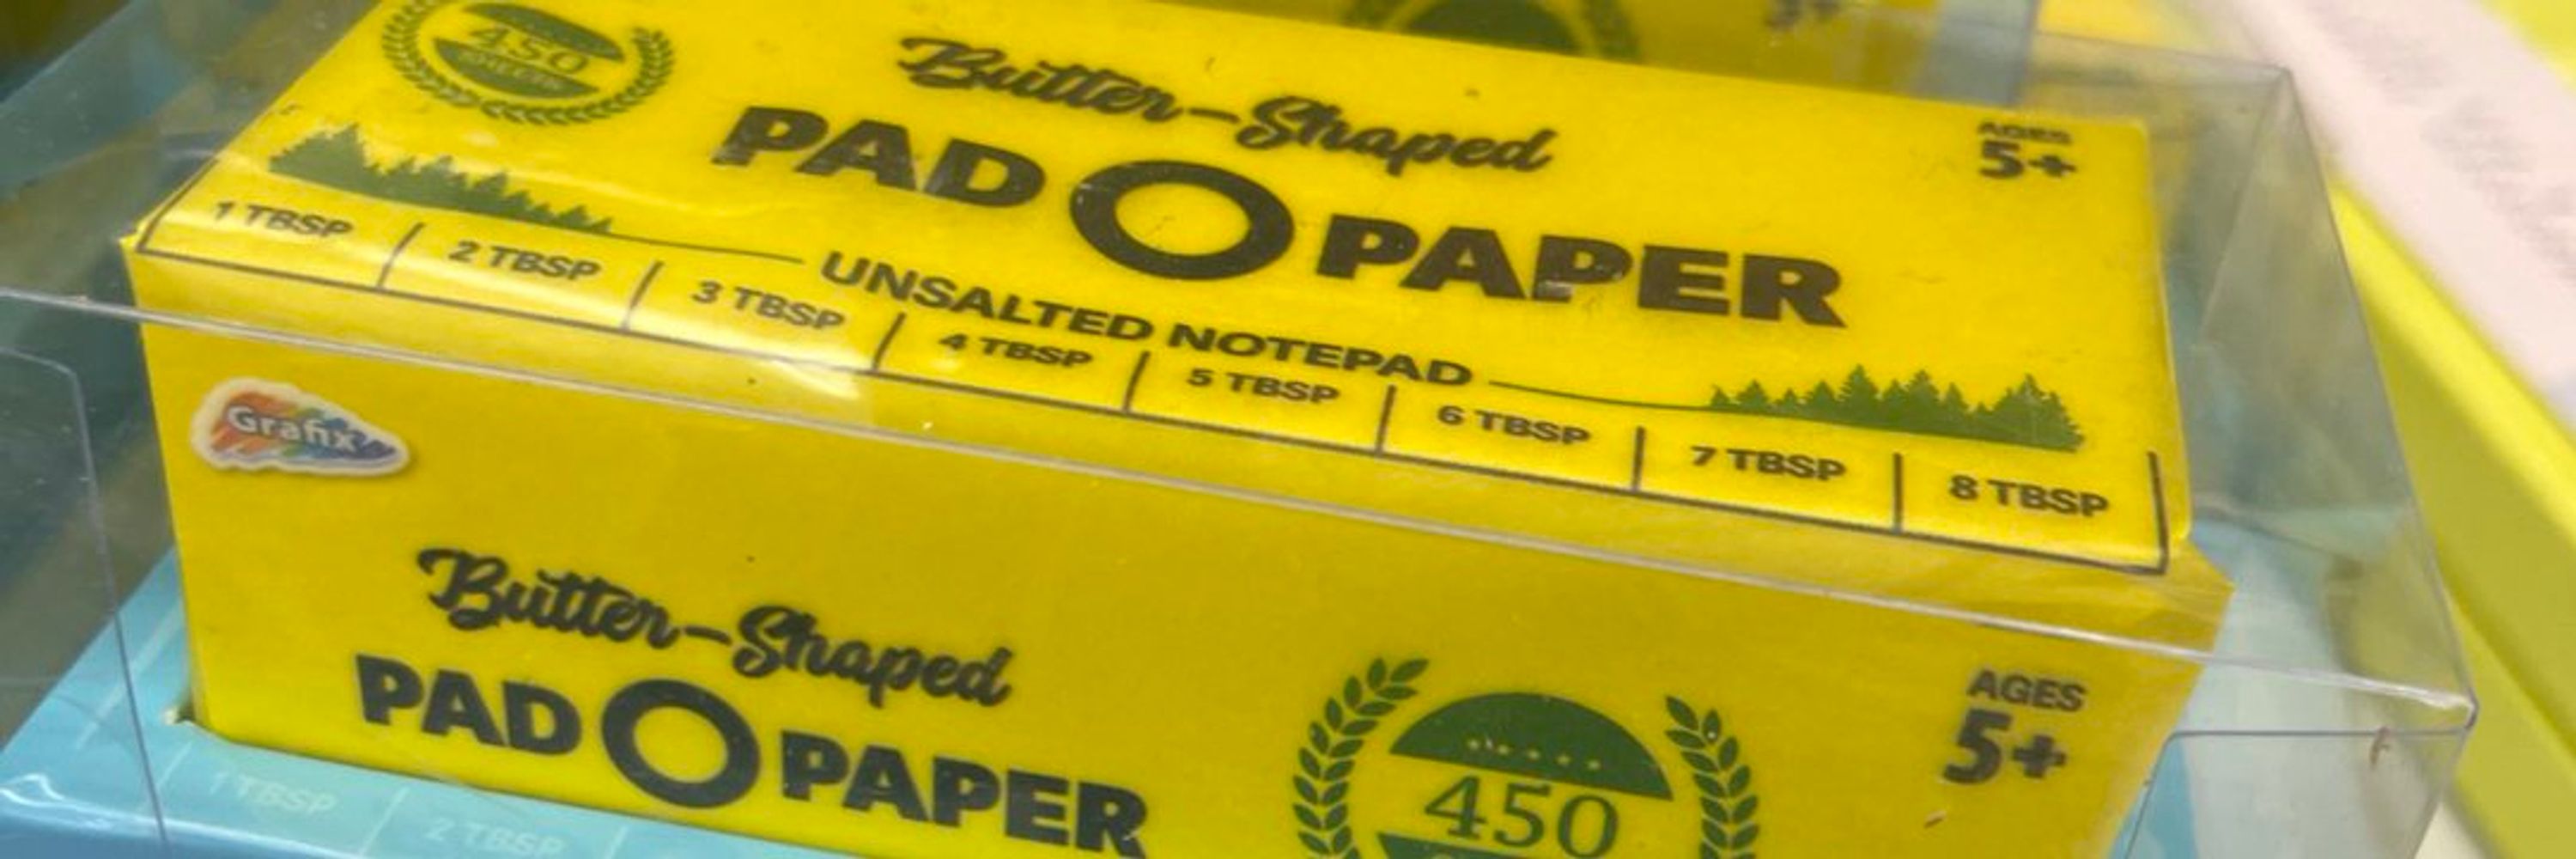 450
SHEETS
Butter-Shaped
PAD O PAPER
UNSALTED NOTEPAD
AGES
5+
1 TBSP
2 TBSP
3 TBSP
4 TBSP
5 TBSP
6 TBSP
7 TBSP
8 TBSP
Grafix
Butter-Shaped
PAD O PAPER
450
AGES
5+
1 TBSP
2 TBSP